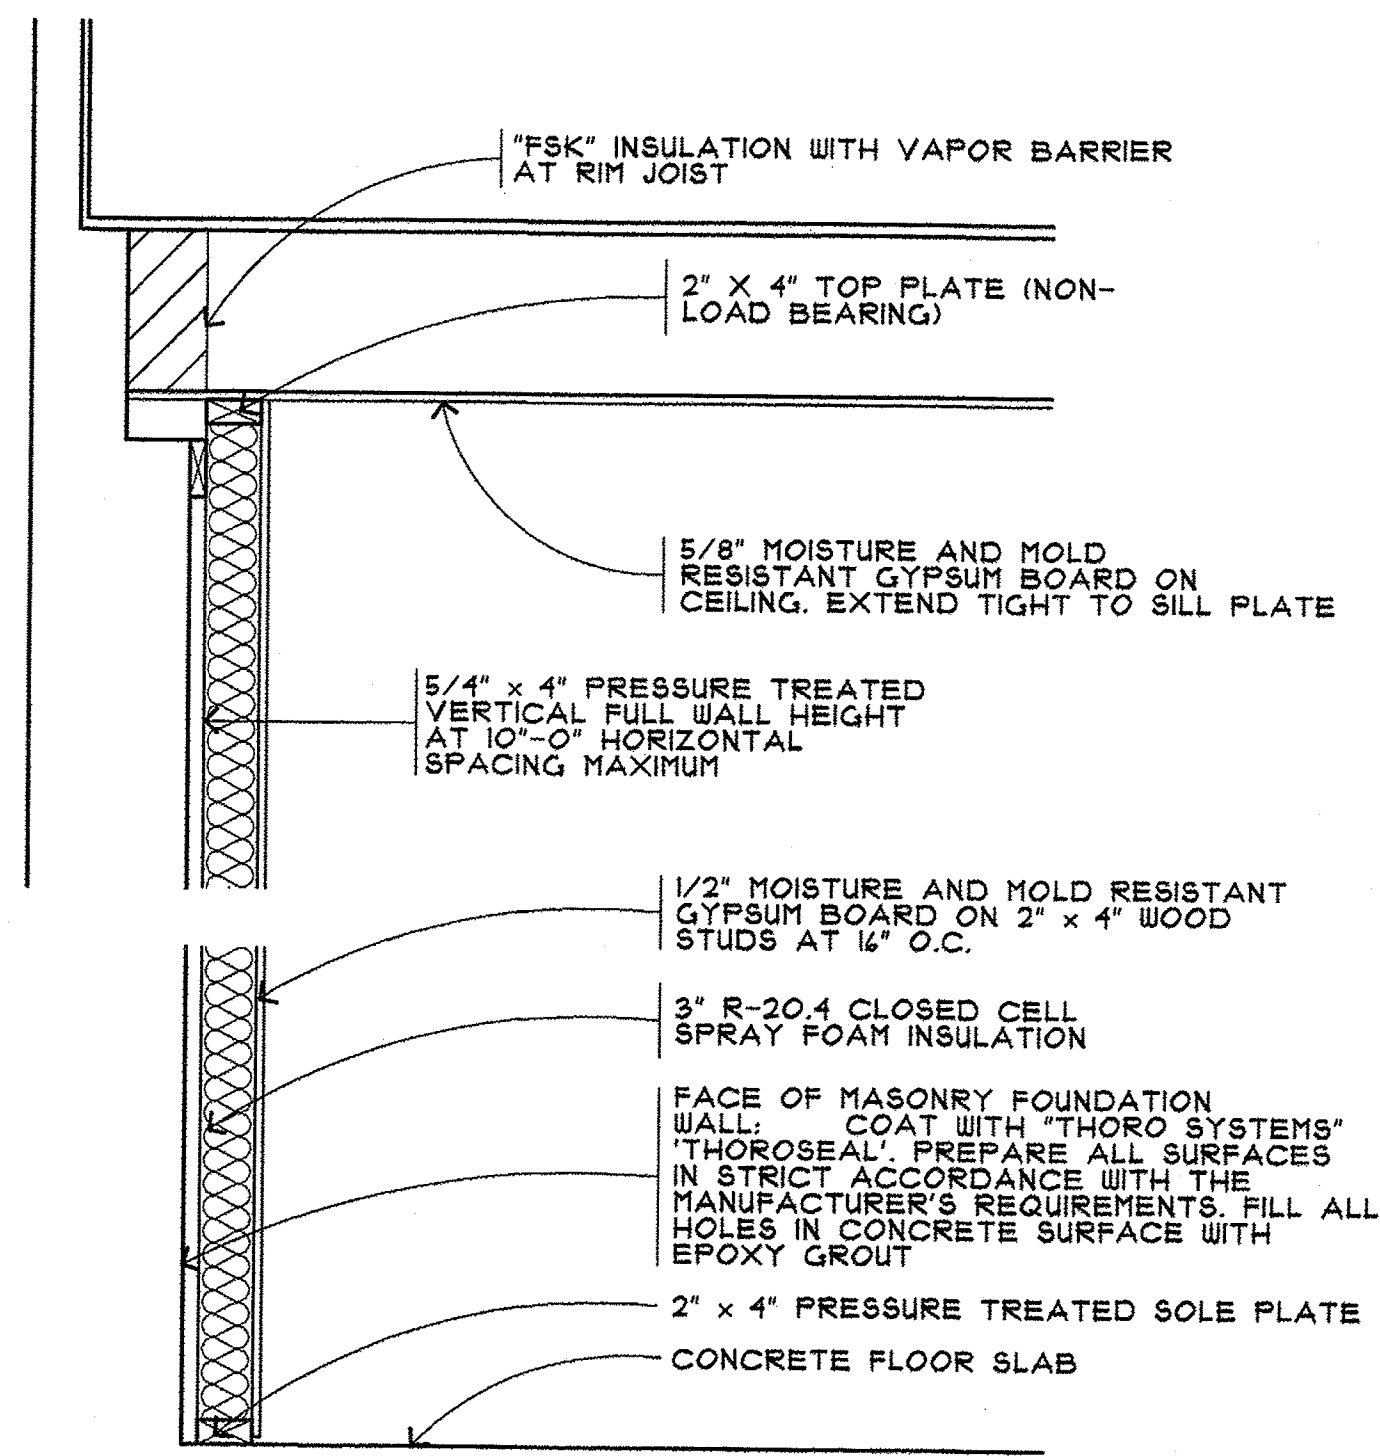 "FSK" INSULATION WITH VAPOR BARRIER
AT RIM JOIST
2" X 4" TOP PLATE (NON-
LOAD BEARING)
5/8" MOISTURE AND MOLD
RESISTANT GYPSUM BOARD ON
CEILING. EXTEND TIGHT TO SILL PLATE
5/4" x 4" PRESSURE TREATED
VERTICAL FULL WALL HEIGHT
AT 10"-0" HORIZONTAL
SPACING MAXIMUM
1/2" MOISTURE AND MOLD RESISTANT
GYPSUM BOARD ON 2" x 4" WOOD
STUDS AT 16" O.C.
3" R-20.4 CLOSED CELL
SPRAY FOAM INSULATION
FACE OF MASONRY FOUNDATION
WALL: COAT WITH "THORO SYSTEMS"
'THOROSEAL'. PREPARE ALL SURFACES
IN STRICT ACCORDANCE WITH THE
MANUFACTURER'S REQUIREMENTS. FILL ALL
HOLES IN CONCRETE SURFACE WITH
EPOXY GROUT
2" x 4" PRESSURE TREATED SOLE PLATE
CONCRETE FLOOR SLAB